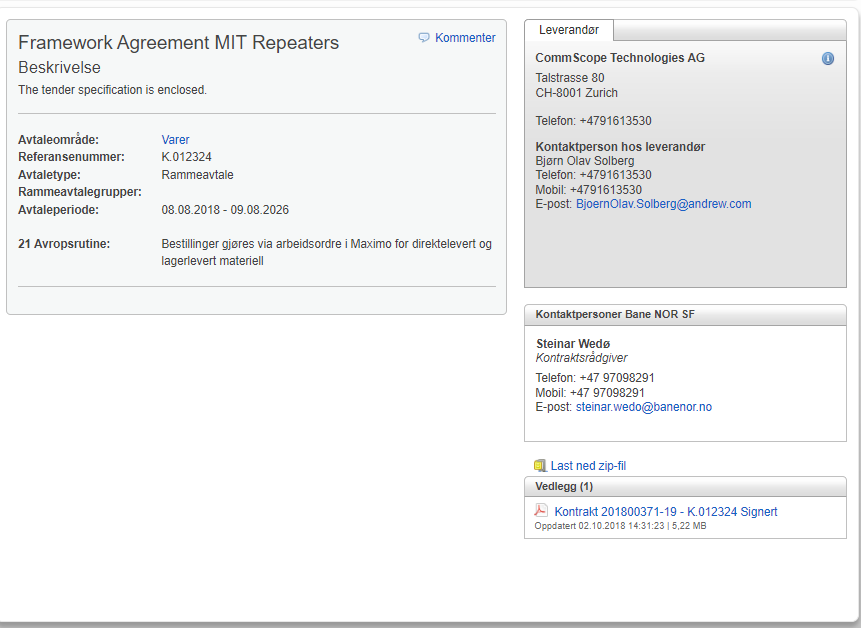 Framework Agreement MIT Repeaters
Kommenter
Beskrivelse
The tender specification is enclosed.
Avtaleområde: Varer
Referansenummer: K.012324
Avtaletype: Rammeavtale
Rammeavtalegrupper:
Avtaleperiode: 08.08.2018 - 09.08.2026
21 Avropsrutine: Bestillinger gjøres via arbeidsordre i Maximo for direktelevert og
lagerlevert materiell
Leverandør
CommScope Technologies AG
Talstrasse 80
CH-8001 Zurich
Telefon: +4791613530
Kontaktperson hos leverandør
Bjørn Olav Solberg
Telefon: +4791613530
Mobil: +4791613530
E-post: BjoernOlav.Solberg@andrew.com
Kontaktpersoner Bane NOR SF
Steinar Wedø
Kontraktsrådgiver
Telefon: +47 97098291
Mobil: +47 97098291
E-post: steinar.wedo@banenor.no
Last ned zip-fil
Vedlegg (1)
Kontrakt 201800371-19 - K.012324 Signert
Oppdatert 02.10.2018 14:31:23 | 5,22 MB